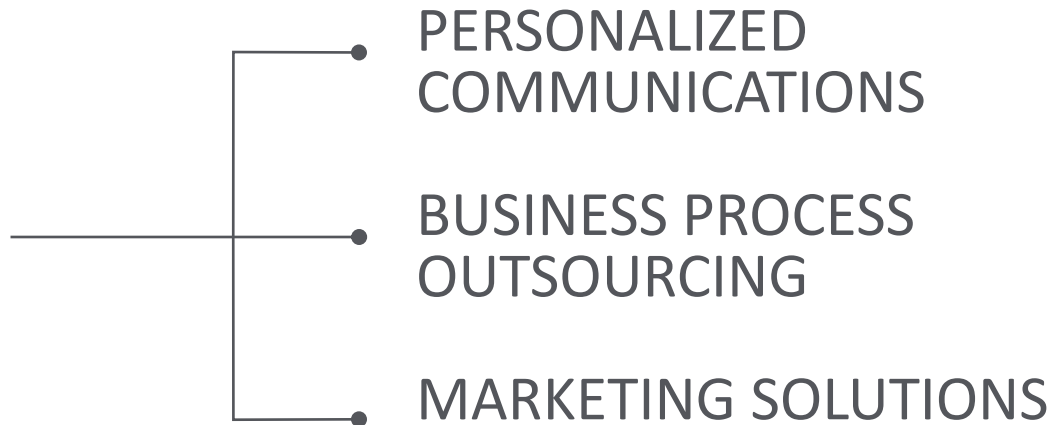 PERSONALIZED
COMMUNICATIONS
BUSINESS PROCESS
OUTSOURCING
MARKETING SOLUTIONS